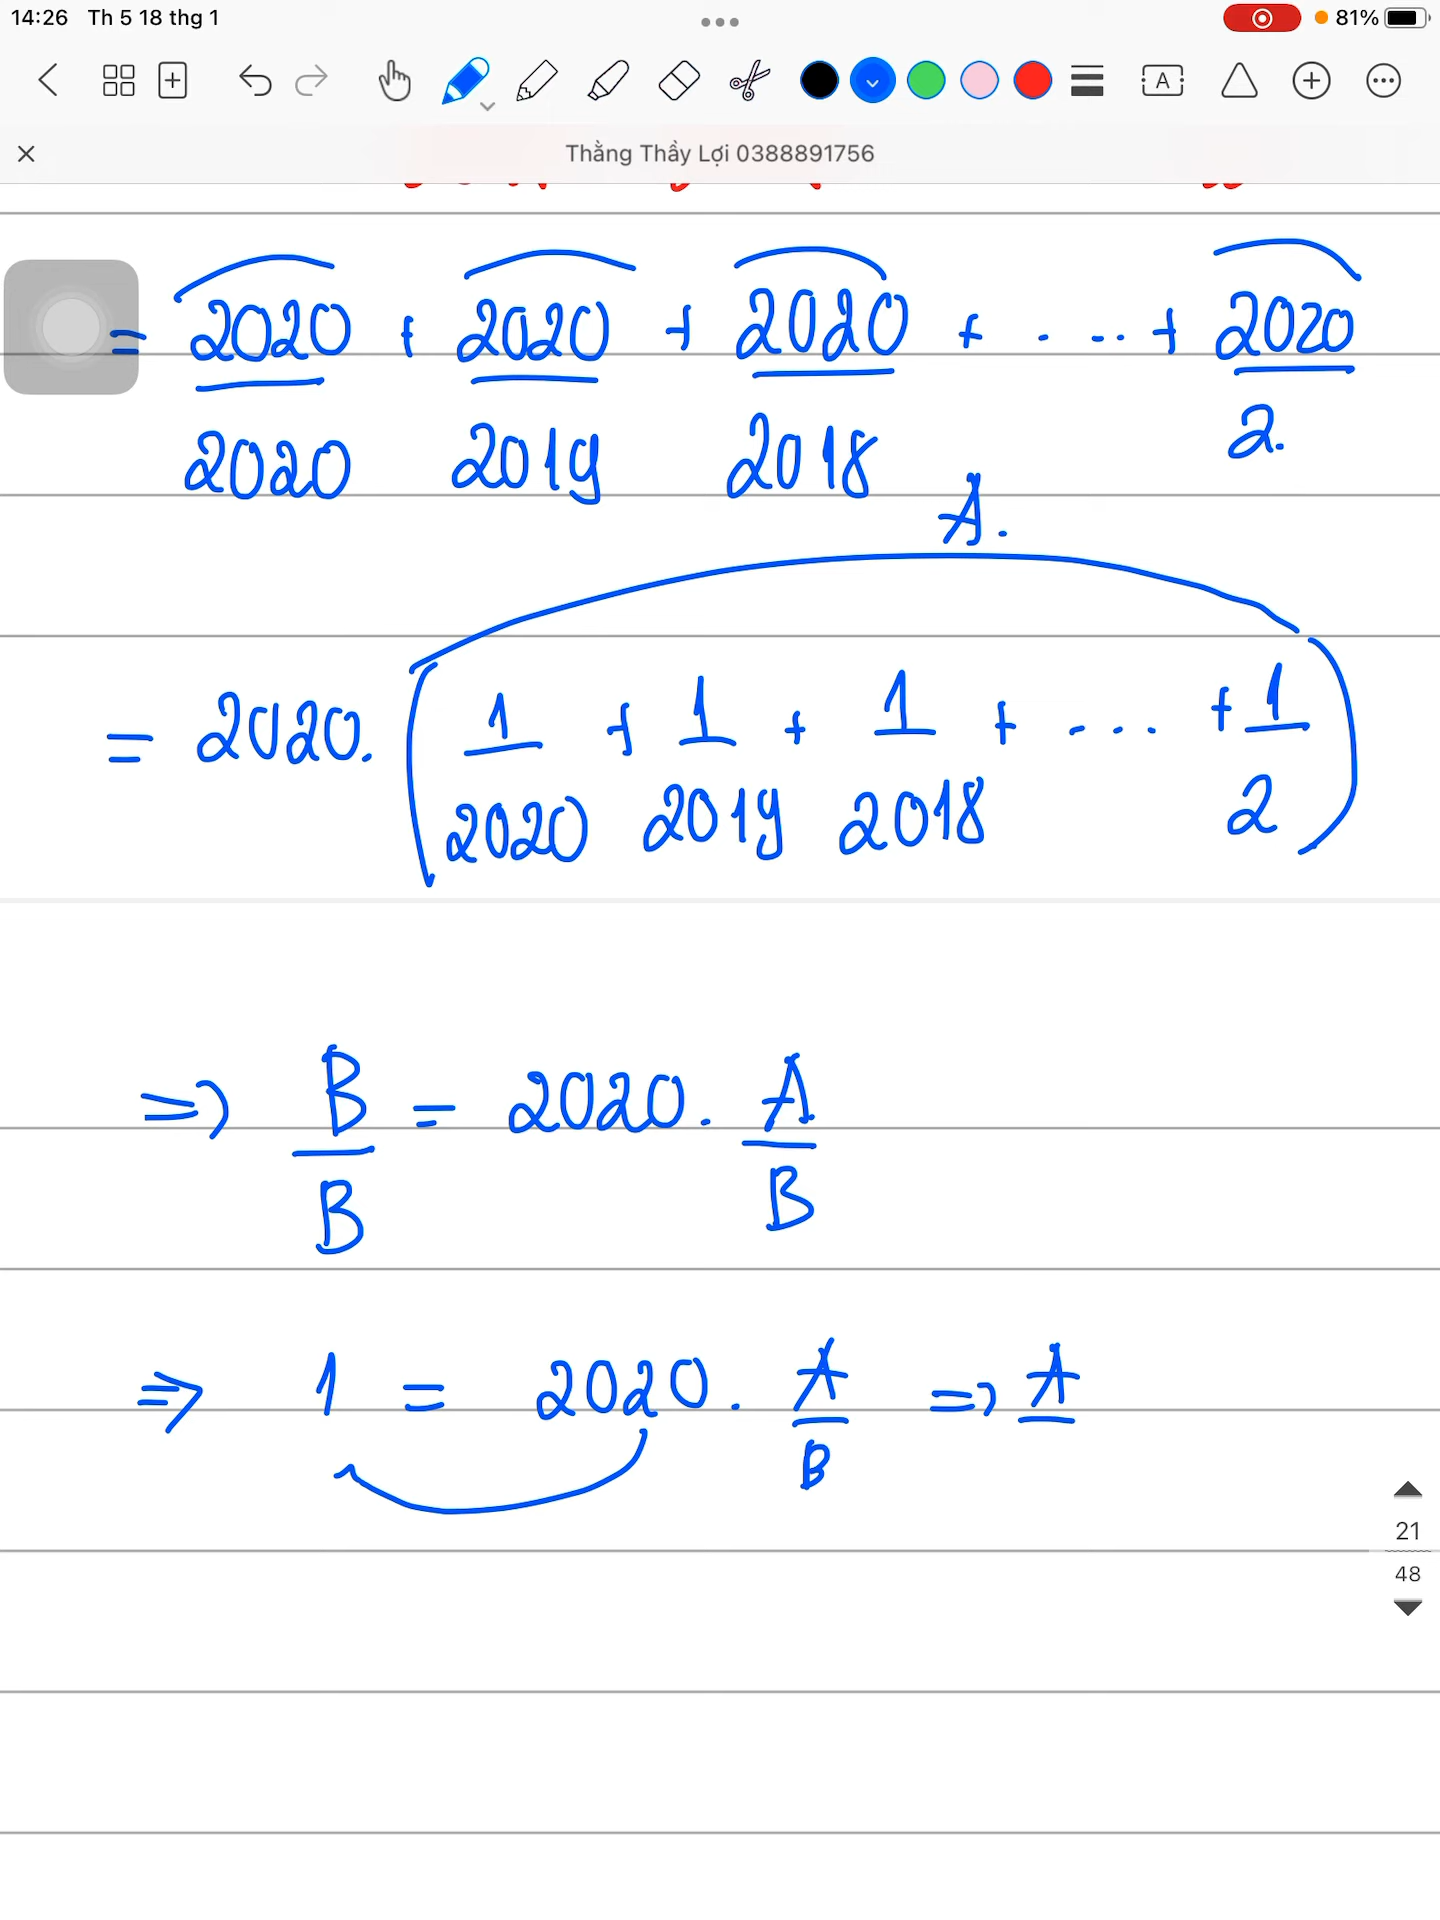 14:26 Th 5 18 thg 1 81%
A
Thằng Thầy Lợi 0388891756
= 2020/2020 + 2020/2019 + 2020/2018 + ... + 2020/2.
A.
= 2020. (1/2020 + 1/2019 + 1/2018 + ... + 1/2)
=> B/B = 2020. A/B
=> 1 = 2020. A/B => A
21
48